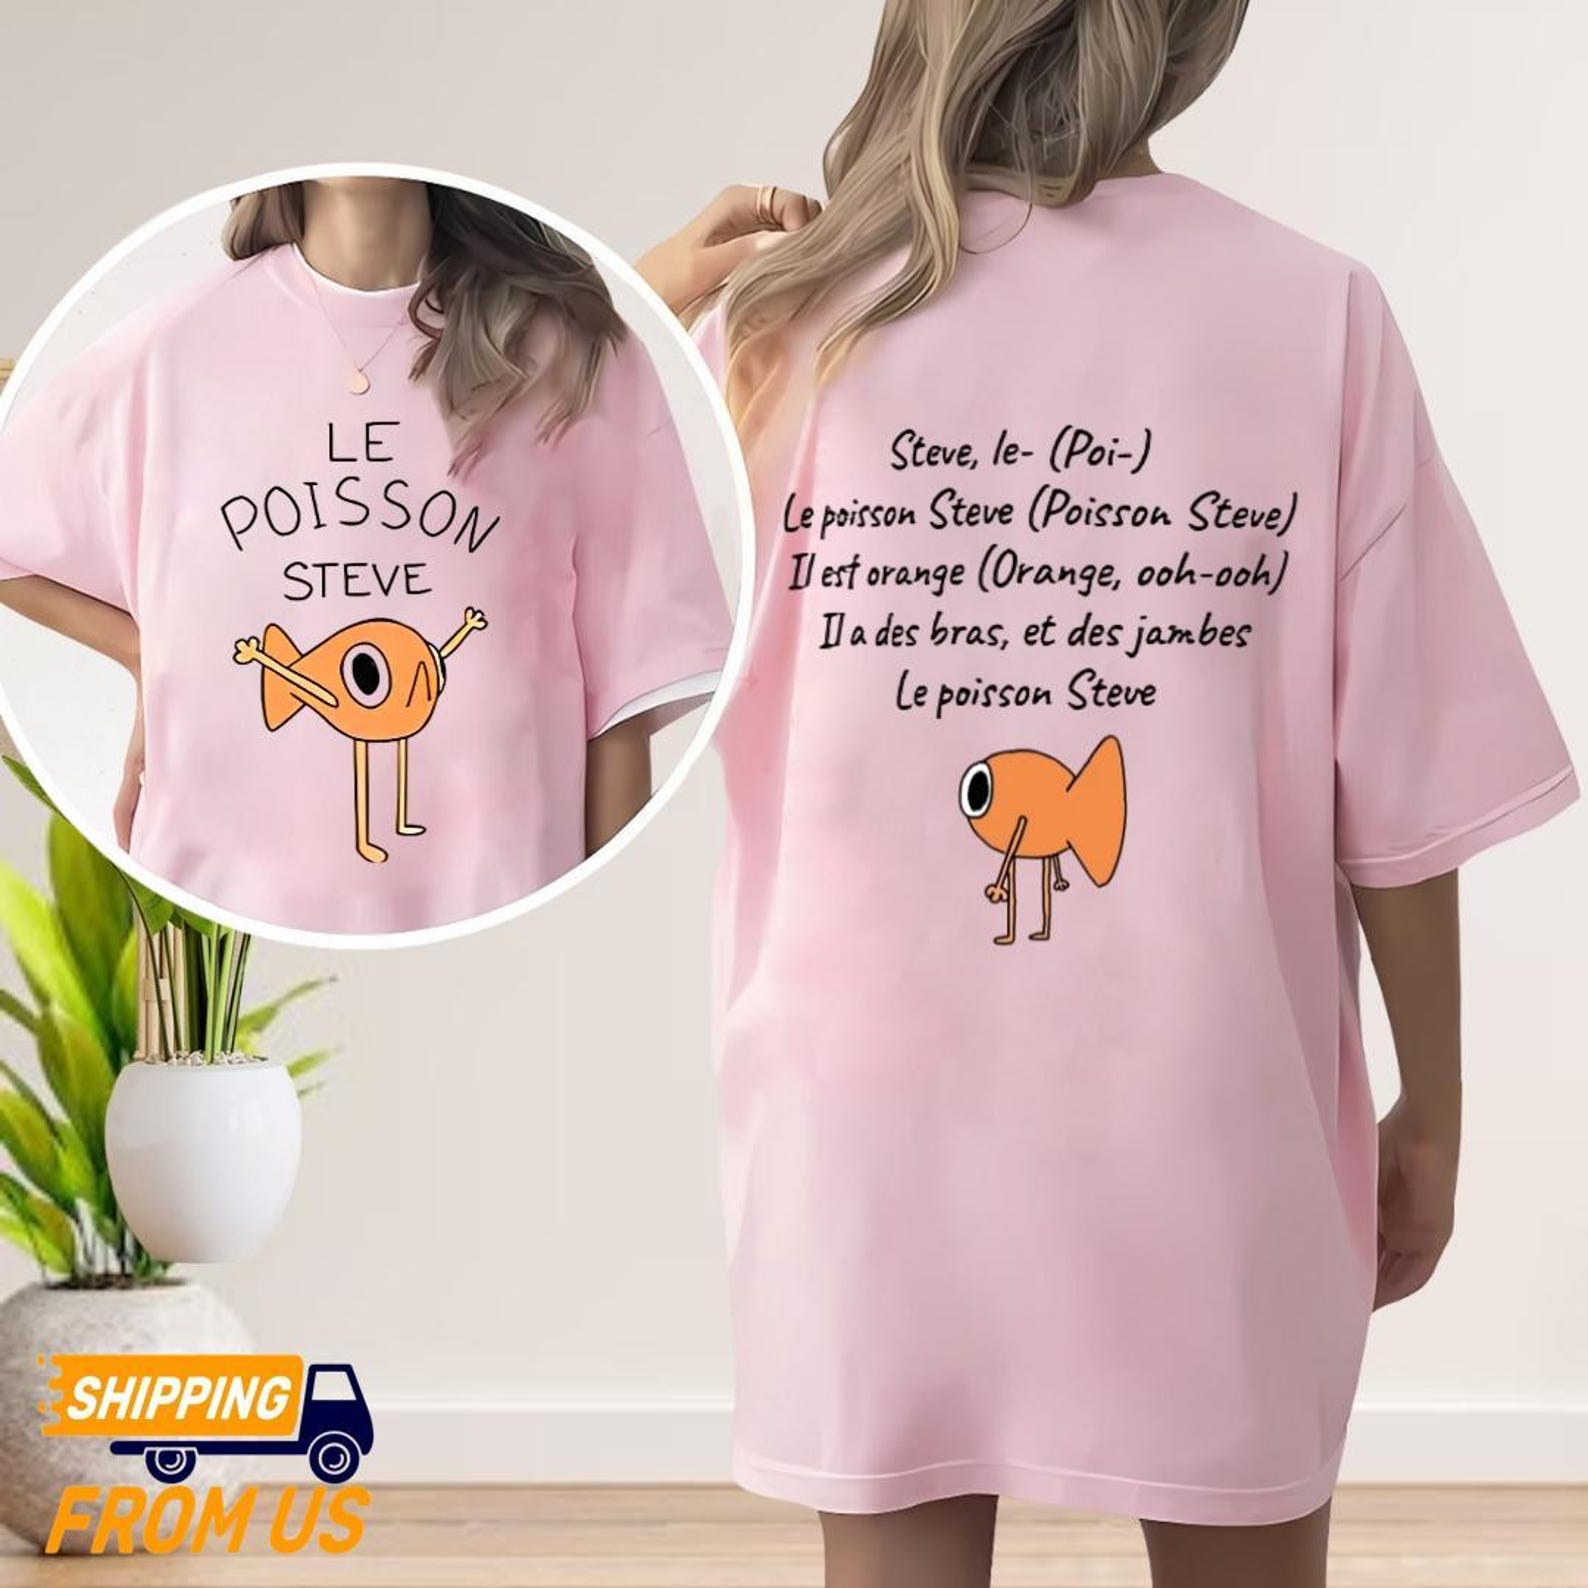 LE
POISSON
STEVE
Steve, le- (Poi-)
Le poisson Steve (Poisson Steve)
Il est orange (Orange, ooh-ooh)
Il a des bras, et des jambes
Le poisson Steve
SHIPPING
FROM US